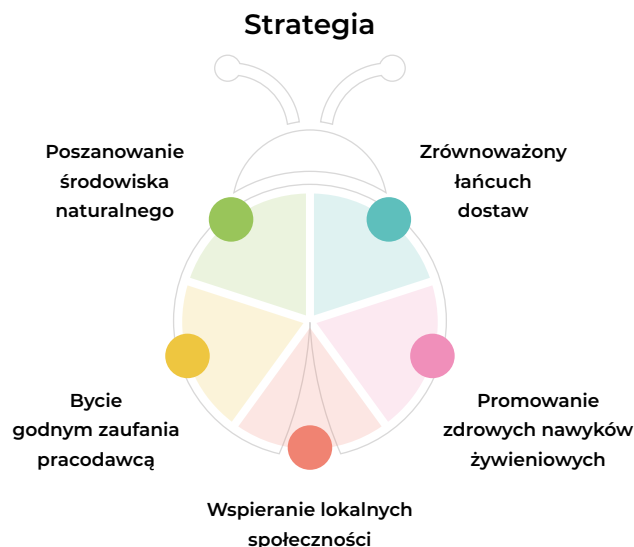 Strategia
Poszanowanie
środowiska
naturalnego
Zrównoważony
łańcuch
dostaw
Bycie
godnym zaufania
pracodawcą
Promowanie
zdrowych nawyków
żywieniowych
Wspieranie lokalnych
społeczności